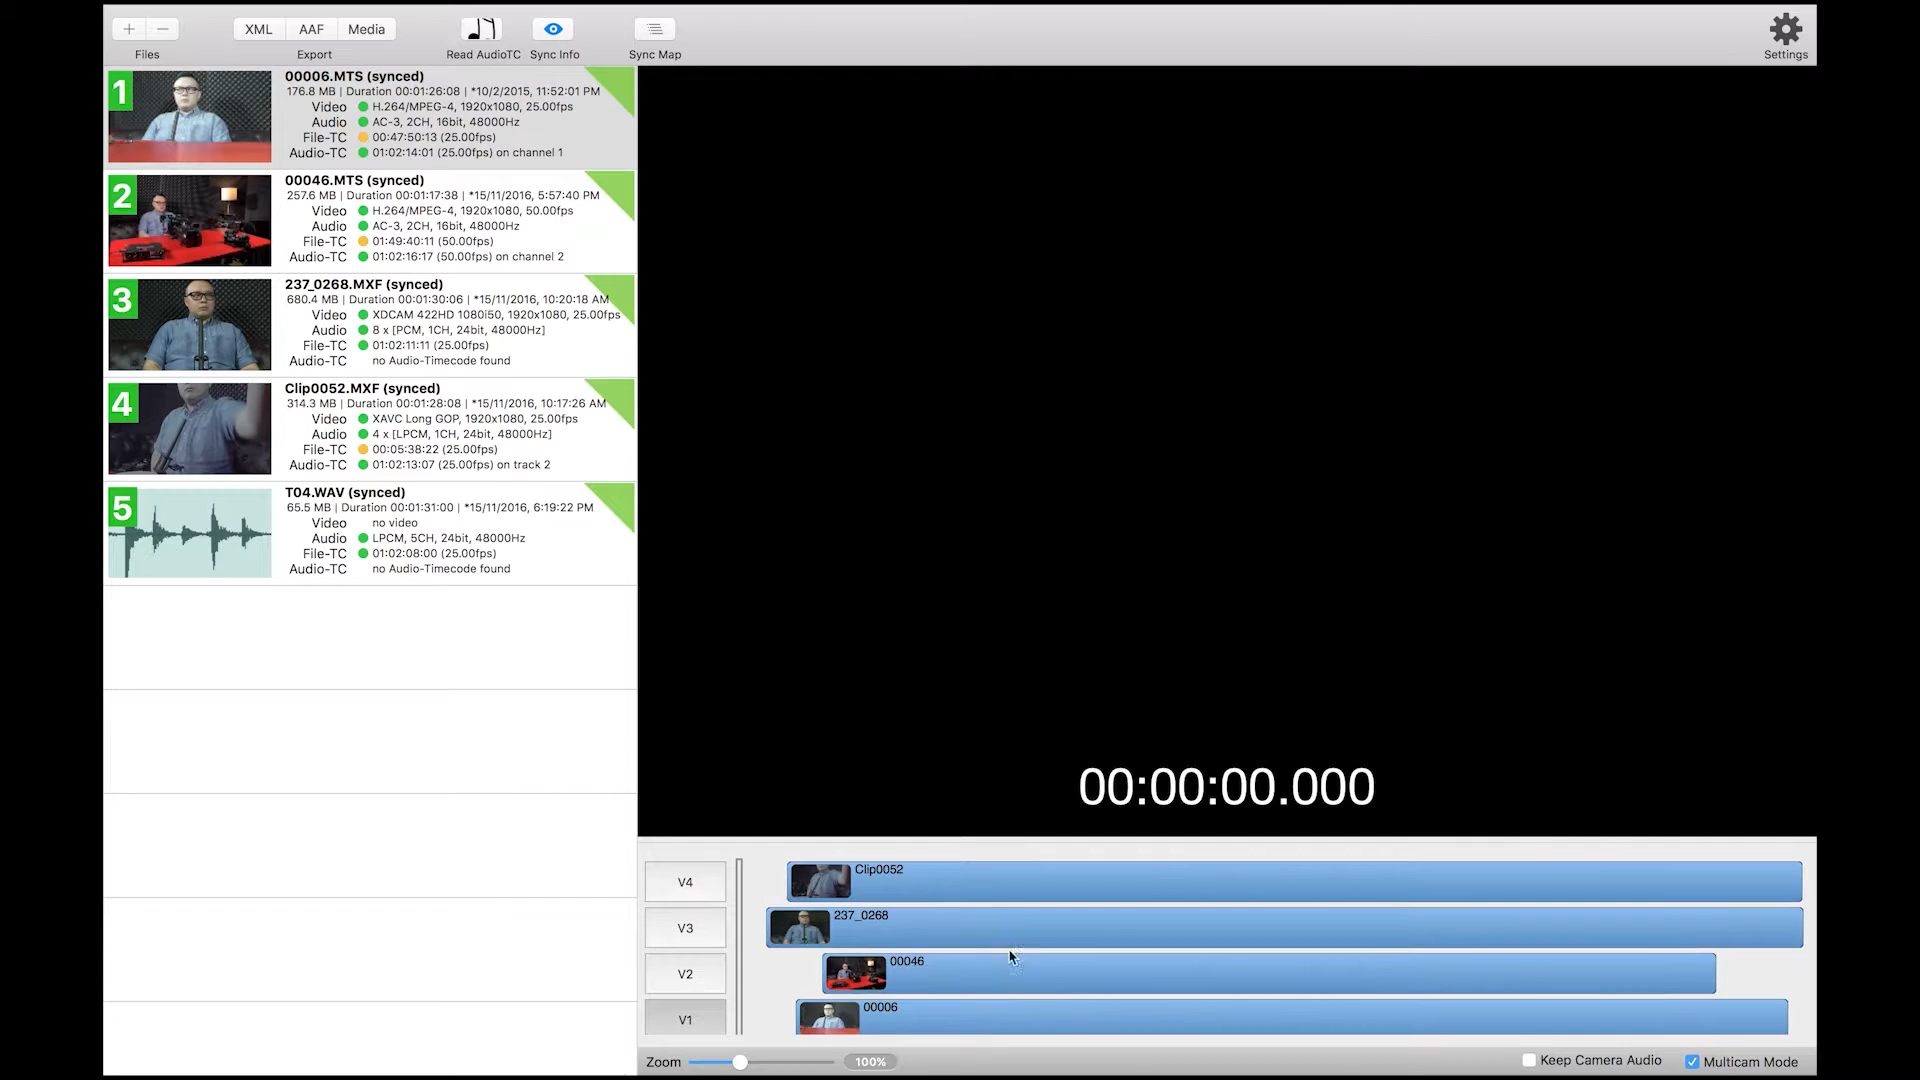 XML AAF Media
Files Export Read AudioTC Sync Info Sync Map Settings
1
00006.MTS (synced)
176.8 MB | Duration 00:01:26:08 | *10/2/2015, 11:52:01 PM
Video H.264/MPEG-4, 1920x1080, 25.00fps
Audio AC-3, 2CH, 16bit, 48000Hz
File-TC 00:47:50:13 (25.00fps)
Audio-TC 01:02:14:01 (25.00fps) on channel 1
2
00046.MTS (synced)
257.6 MB | Duration 00:01:17:38 | *15/11/2016, 5:57:40 PM
Video H.264/MPEG-4, 1920x1080, 50.00fps
Audio AC-3, 2CH, 16bit, 48000Hz
File-TC 01:49:40:11 (50.00fps)
Audio-TC 01:02:16:17 (50.00fps) on channel 2
3
237_0268.MXF (synced)
680.4 MB | Duration 00:01:30:06 | *15/11/2016, 10:20:18 AM
Video XDCAM 422HD 1080i50, 1920x1080, 25.00fps
Audio 8 x [PCM, 1CH, 24bit, 48000Hz]
File-TC 01:02:11:11 (25.00fps)
Audio-TC no Audio-Timecode found
4
Clip0052.MXF (synced)
314.3 MB | Duration 00:01:28:08 | *15/11/2016, 10:17:26 AM
Video XAVC Long GOP, 1920x1080, 25.00fps
Audio 4 x [LPCM, 1CH, 24bit, 48000Hz]
File-TC 00:05:38:22 (25.00fps)
Audio-TC 01:02:13:07 (25.00fps) on track 2
5
T04.WAV (synced)
65.5 MB | Duration 00:01:31:00 | *15/11/2016, 6:19:22 PM
Video no video
Audio LPCM, 5CH, 24bit, 48000Hz
File-TC 01:02:08:00 (25.00fps)
Audio-TC no Audio-Timecode found
00:00:00.000
V4 Clip0052
V3 237_0268
V2 00046
V1 00006
Zoom 100% Keep Camera Audio Multicam Mode